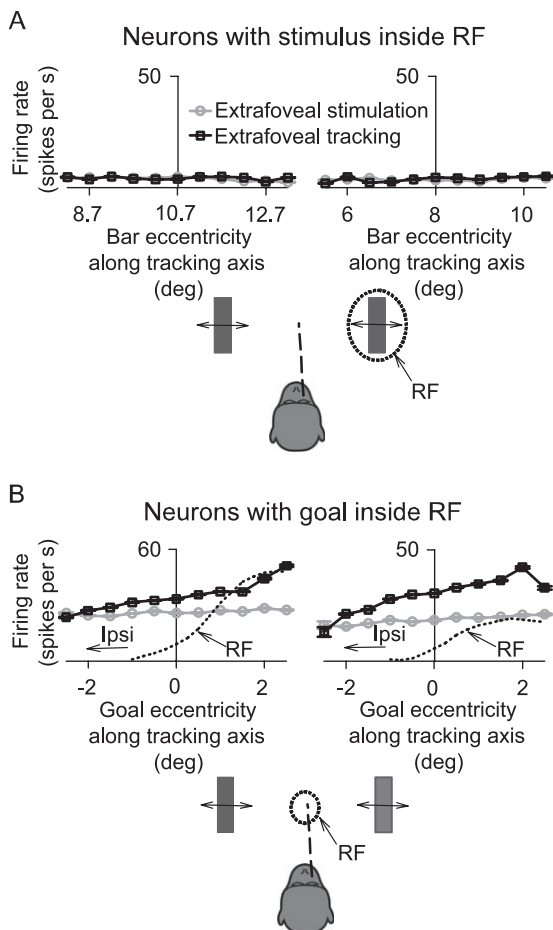 A
Neurons with stimulus inside RF
Firing rate
(spikes per s)
50
50
Extrafoveal stimulation
Extrafoveal tracking
8.7 10.7 12.7
6 8 10
Bar eccentricity
along tracking axis
(deg)
Bar eccentricity
along tracking axis
(deg)
RF
B
Neurons with goal inside RF
Firing rate
(spikes per s)
60
50
Ipsi
RF
Ipsi
RF
-2 0 2
-2 0 2
Goal eccentricity
along tracking axis
(deg)
Goal eccentricity
along tracking axis
(deg)
RF